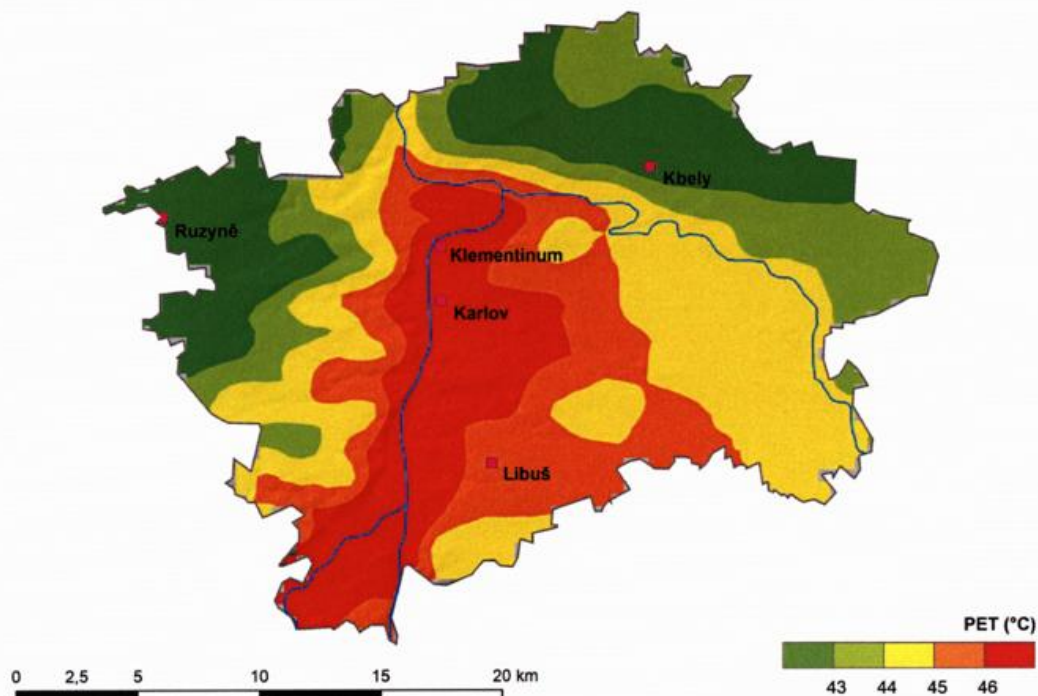 Kbely
Ruzyně
Klementinum
Karlov
Libuš
PET (°C)
0 2,5 5 10 15 20 km
43 44 45 46